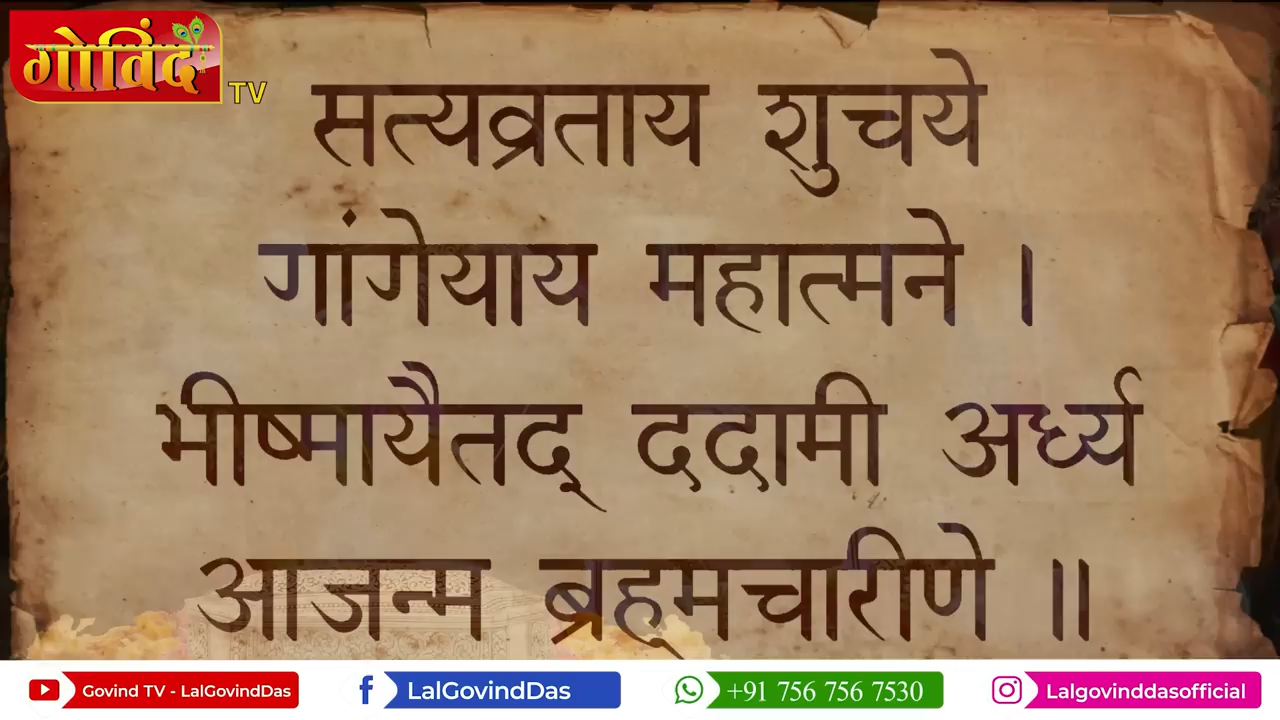 गोविंद
TV
सत्यव्रताय शुचये
गांगेयाय महात्मने ।
भीष्मायैतद् ददामी अर्ध्य
आजन्म ब्रह्मचारीणे ॥
Govind TV - LalGovindDas
LalGovindDas
+91 756 756 7530
Lalgovinddasofficial